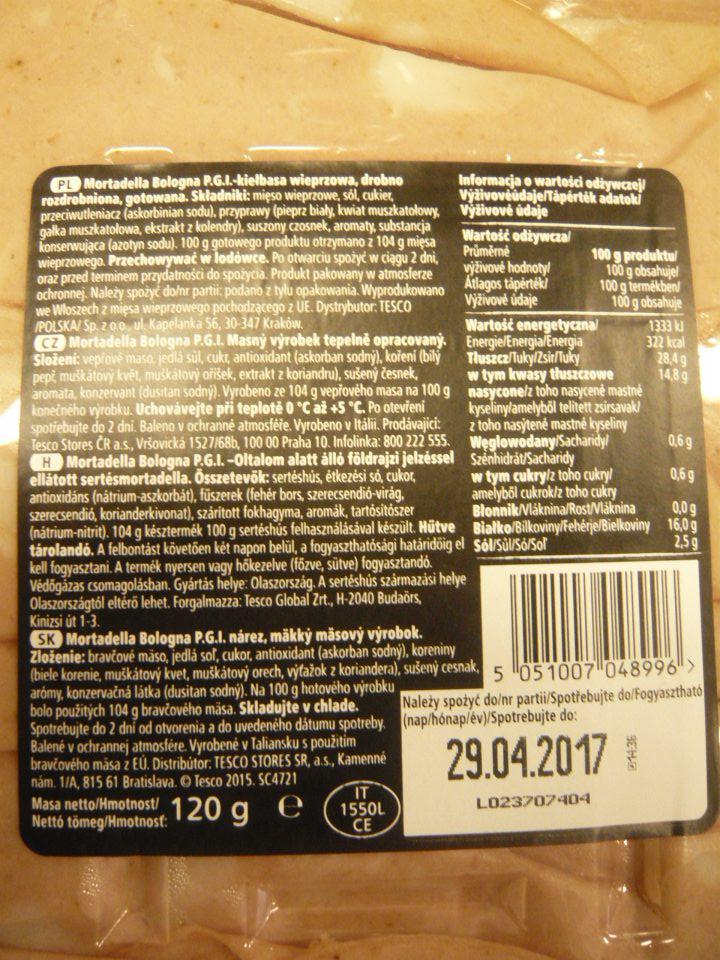 PL Mortadella Bologna P.G.I.-kiełbasa wieprzowa, drobno
rozdrobniona, gotowana. Składniki: mięso wieprzowe, sól, cukier,
przeciwutleniacz (askorbinian sodu), przyprawy (pieprz biały, kwiat muszkatołowy,
gałka muszkatołowa, ekstrakt z kolendry), suszony czosnek, aromaty, substancja
konserwująca (azotyn sodu). 100 g gotowego produktu otrzymano z 104 g mięsa
wieprzowego. Przechowywać w lodówce. Po otwarciu spożyć w ciągu 2 dni,
oraz przed terminem przydatności do spożycia. Produkt pakowany w atmosferze
ochronnej. Należy spożyć do/nr partii: podano z tyłu opakowania. Wyprodukowano
we Włoszech z mięsa wieprzowego pochodzącego z UE. Dystrybutor: TESCO
/POLSKA/ Sp. z o.o., ul. Kapelanka 56, 30-347 Kraków.
CZ Mortadella Bologna P.G.I. Masný výrobek tepelně opracovaný.
Složení: vepřové maso, jedlá sůl, cukr, antioxidant (askorban sodný), koření (bílý
pepř, muškátový květ, muškátový oříšek, extrakt z koriandru), sušený česnek,
aromata, konzervant (dusitan sodný). Vyrobeno ze 104 g vepřového masa na 100 g
konečného výrobku. Uchovávejte při teplotě 0 °C až +5 °C. Po otevření
spotřebujte do 2 dní. Baleno v ochranné atmosféře. Vyrobeno v Itálii. Prodávající:
Tesco Stores ČR a.s., Vršovická 1527/68b, 100 00 Praha 10. Infolinka: 800 222 555.
H Mortadella Bologna P.G.I. –Oltalom alatt álló földrajzi jelzéssel
ellátott sertésmortadella. Összetevők: sertéshús, étkezési só, cukor,
antioxidáns (nátrium-aszkorbát), fűszerek (fehér bors, szerecsendió-virág,
szerecsendió, korianderkivonat), szárított fokhagyma, aromák, tartósítószer
(nátrium-nitrit). 104 g késztermék 100 g sertéshús felhasználásával készült. Hűtve
tárolandó. A felbontást követően két napon belül, a fogyaszthatósági határidőig el
kell fogyasztani. A termék nyersen vagy hőkezelve (főzve, sütve) fogyasztandó.
Védőgázas csomagolásban. Gyártás helye: Olaszország. A sertéshús származási helye
Olaszországtól eltérő lehet. Forgalmazza: Tesco Global Zrt., H-2040 Budaörs,
Kinizsi út 1-3.
SK Mortadella Bologna P.G.I. nárez, mäkký mäsový výrobok.
Zloženie: bravčové mäso, jedlá soľ, cukor, antioxidant (askorban sodný), koreniny
(biele korenie, muškátový kvet, muškátový orech, výťažok z koriandera), sušený cesnak,
arómy, konzervačná látka (dusitan sodný). Na 100 g hotového výrobku
bolo použitých 104 g bravčového mäsa. Skladujte v chlade.
Spotrebujte do 2 dní od otvorenia a do uvedeného dátumu spotreby.
Balené v ochrannej atmosfére. Vyrobené v Taliansku s použitím
bravčového mäsa z EÚ. Distribútor: TESCO STORES SR, a.s., Kamenné
nám. 1/A, 815 61 Bratislava. © Tesco 2015. SC4721
Masa netto/Hmotnost/
Nettó tömeg/Hmotnosť: 120 g e
IT
1550L
CE
Informacja o wartości odżywczej/
Výživovéúdaje/Tápérték adatok/
Výživové údaje
Wartość odżywcza/
Průměrné 100 g produktu/
výživové hodnoty/ 100 g obsahuje/
Átlagos tápérték/ 100 g termékben/
Výživové údaje 100 g obsahuje
Wartość energetyczna/ 1333 kJ
Energie/Energia/Energia 322 kcal
Tłuszcz/Tuky/Zsír/Tuky 28,4 g
w tym kwasy tłuszczowe 14,8 g
nasycone/z toho nasycené mastné
kyseliny/amelyből telített zsírsavak/
z toho nasýtené mastné kyseliny
Węglowodany/Sacharidy/ 0,6 g
Szénhidrát/Sacharidy
w tym cukry/z toho cukry/ 0,6 g
amelyből cukrok/z toho cukry
Błonnik/Vláknina/Rost/Vláknina 0,0 g
Białko/Bílkoviny/Fehérje/Bielkoviny 16,0 g
Sól/Sůl/Só/Soľ 2,5 g
5 051007 048996 >
Należy spożyć do/nr partii/Spotřebujte do/Fogyasztható
(nap/hónap/év)/Spotrebujte do:
29.04.2017
L023707404